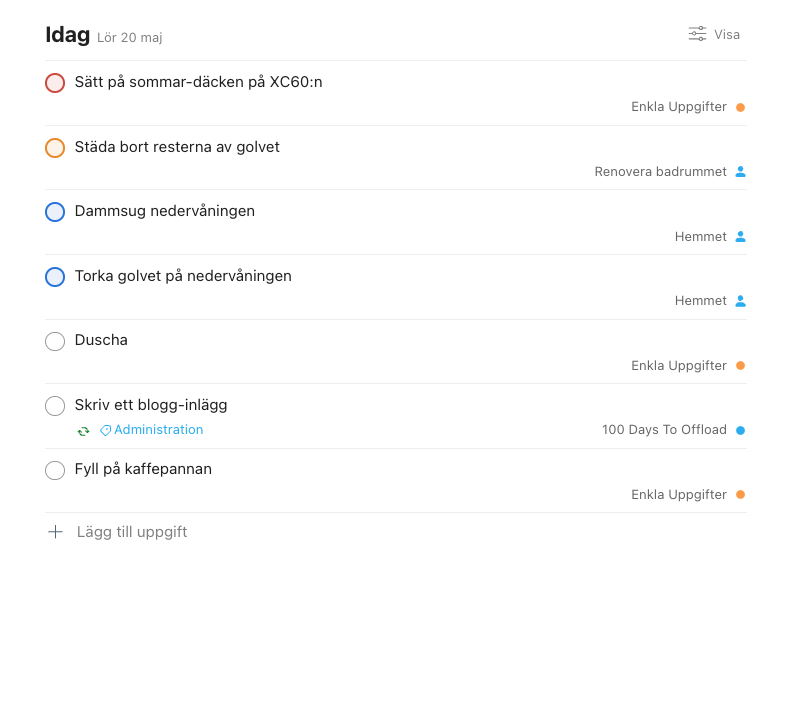 Idag Lör 20 maj Visa
Sätt på sommar-däcken på XC60:n
Enkla Uppgifter
Städa bort resterna av golvet
Renovera badrummet
Dammsug nedervåningen
Hemmet
Torka golvet på nedervåningen
Hemmet
Duscha
Enkla Uppgifter
Skriv ett blogg-inlägg
Administration 100 Days To Offload
Fyll på kaffepannan
Enkla Uppgifter
Lägg till uppgift